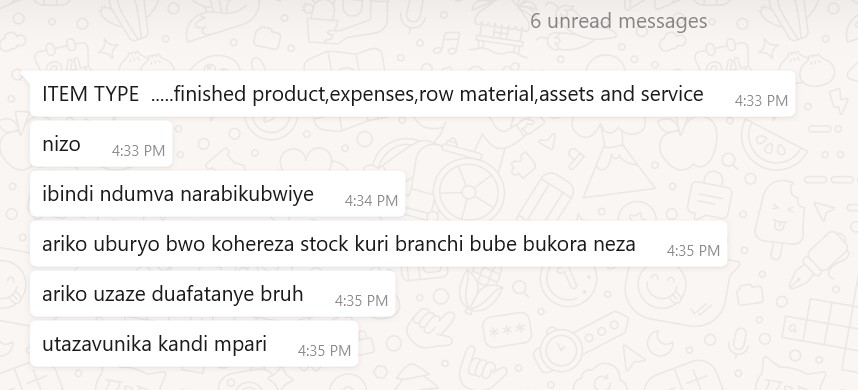 6 unread messages
ITEM TYPE .....finished product,expenses,row material,assets and service 4:33 PM
nizo 4:33 PM
ibindi ndumva narabikubwiye 4:34 PM
ariko uburyo bwo kohereza stock kuri branchi bube bukora neza 4:35 PM
ariko uzaze duafatanye bruh 4:35 PM
utazavunika kandi mpari 4:35 PM